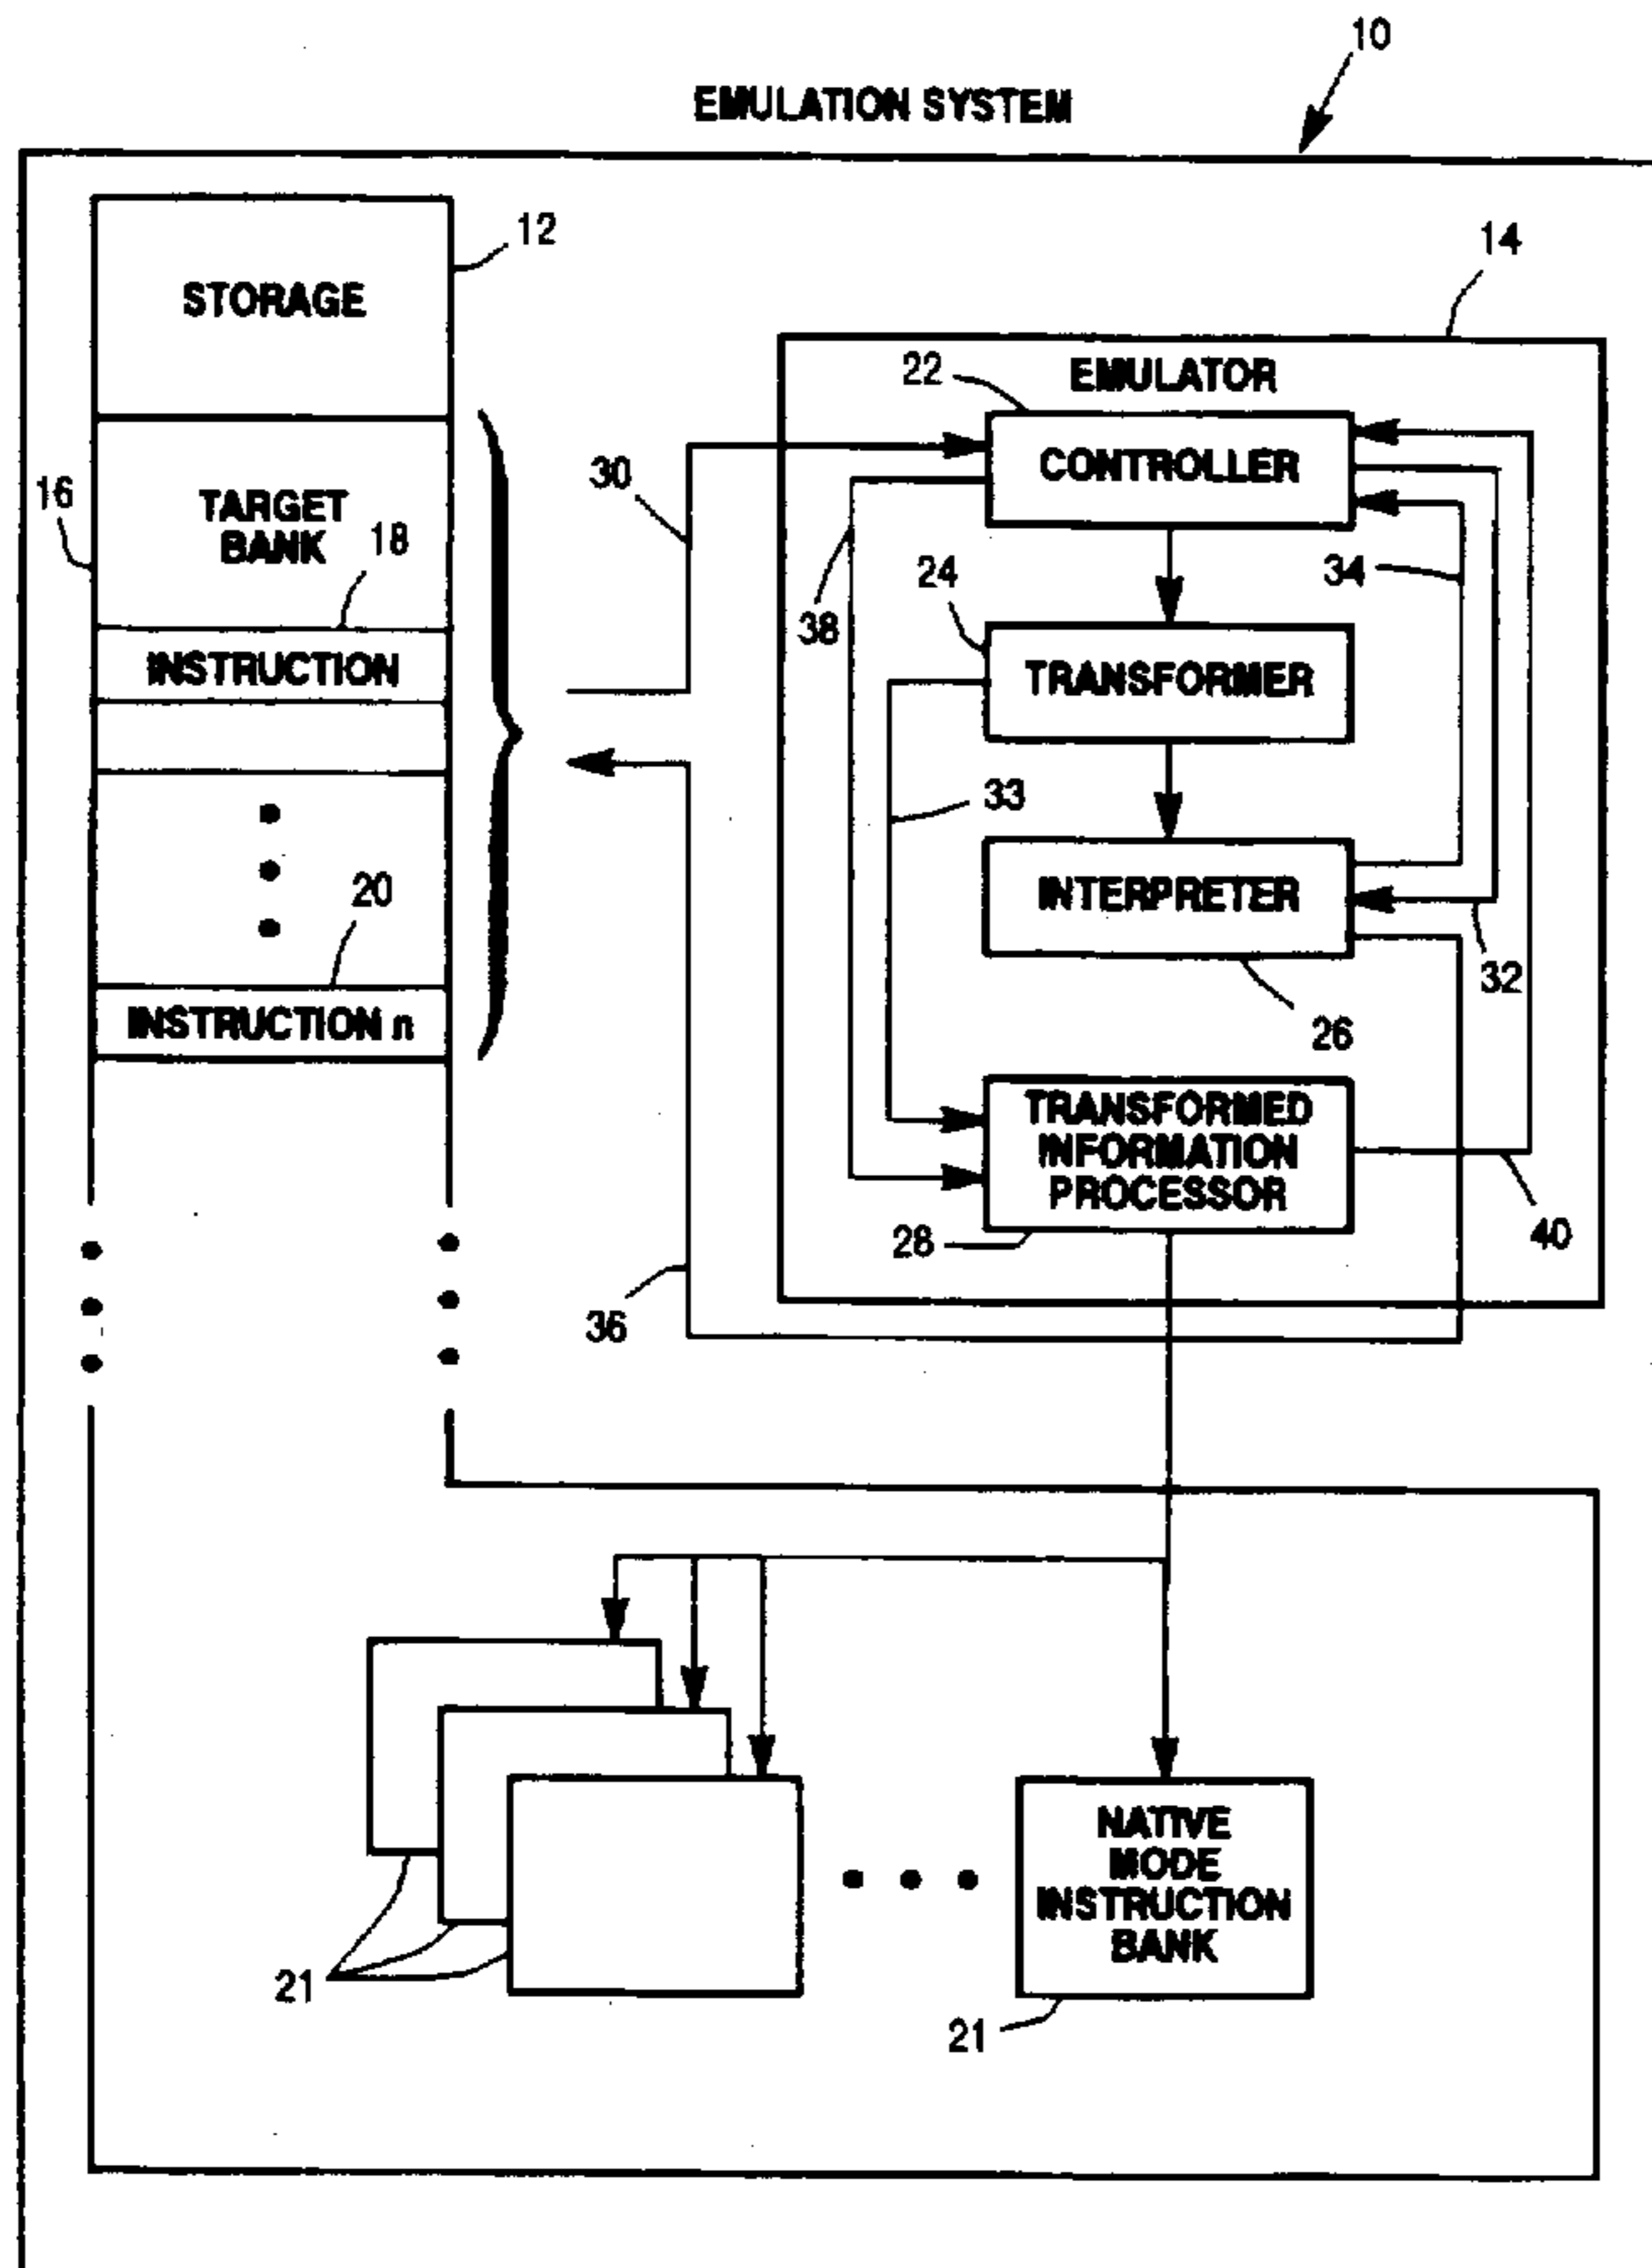 10
EMULATION SYSTEM
12
STORAGE
14
EMULATOR
22
CONTROLLER
30
16
TARGET
BANK
18
38
24
34
INSTRUCTION
TRANSFORMER
33
INTERPRETER
20
32
INSTRUCTION n
26
TRANSFORMED
INFORMATION
PROCESSOR
28
40
36
NATIVE
MODE
INSTRUCTION
BANK
21
21